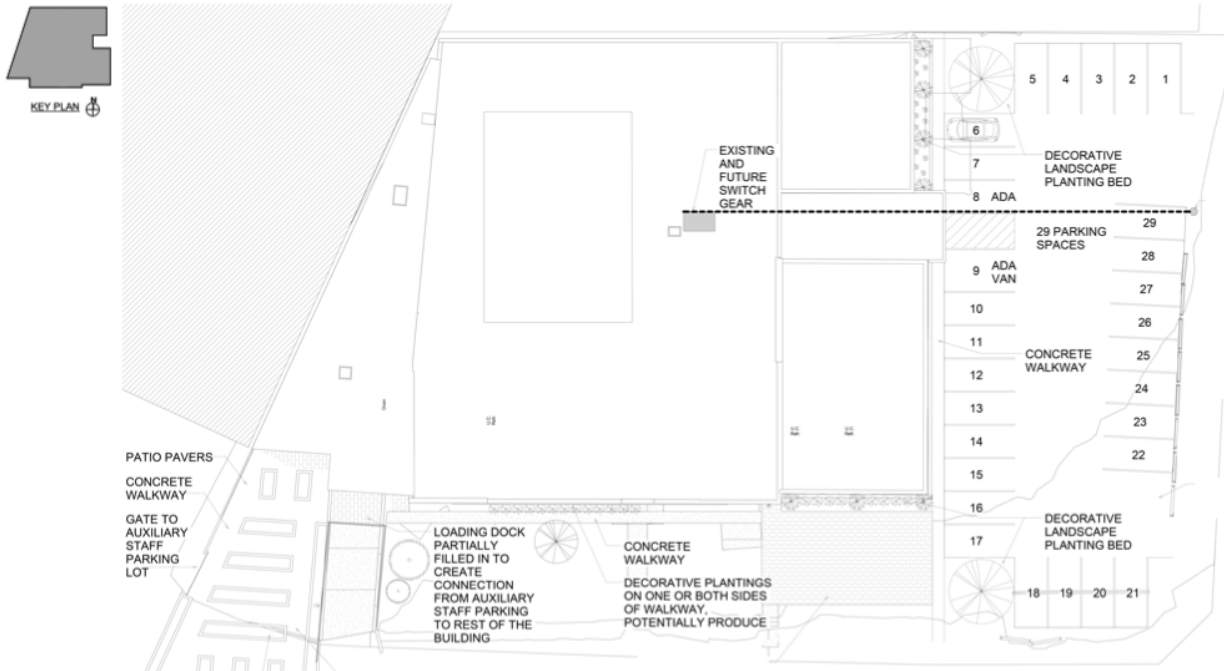 N
KEY PLAN
5 4 3 2 1
6
7
8 ADA
EXISTING
AND
FUTURE
SWITCH
GEAR
DECORATIVE
LANDSCAPE
PLANTING BED
29 PARKING
SPACES
29
28
27
26
25
24
23
22
9 ADA
VAN
10
11
12
13
14
15
16
17
CONCRETE
WALKWAY
PATIO PAVERS
CONCRETE
WALKWAY
GATE TO
AUXILIARY
STAFF
PARKING
LOT
LOADING DOCK
PARTIALLY
FILLED IN TO
CREATE
CONNECTION
FROM AUXILIARY
STAFF PARKING
TO REST OF THE
BUILDING
CONCRETE
WALKWAY
DECORATIVE PLANTINGS
ON ONE OR BOTH SIDES
OF WALKWAY,
POTENTIALLY PRODUCE
DECORATIVE
LANDSCAPE
PLANTING BED
18 19 20 21